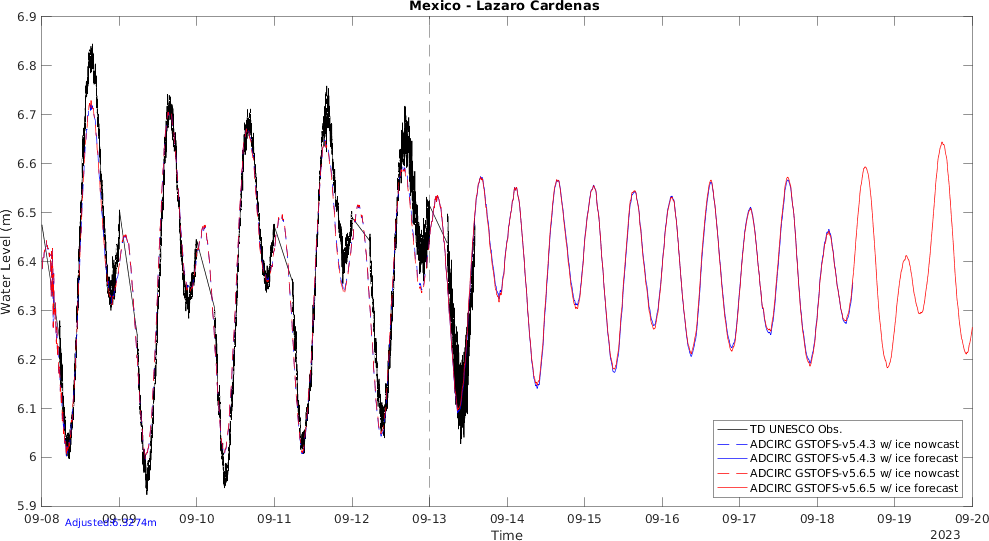 Mexico - Lazaro Cardenas
6.9
6.8
6.7
6.6
6.5
6.4
6.3
6.2
6.1
6
5.9
Water Level (m)
TD UNESCO Obs.
ADCIRC GSTOFS-v5.4.3 w/ ice nowcast
ADCIRC GSTOFS-v5.4.3 w/ ice forecast
ADCIRC GSTOFS-v5.6.5 w/ ice nowcast
ADCIRC GSTOFS-v5.6.5 w/ ice forecast
09-08 09-09 09-10 09-11 09-12 09-13 09-14 09-15 09-16 09-17 09-18 09-19 09-20
Adjusted:6.3274m
Time
2023